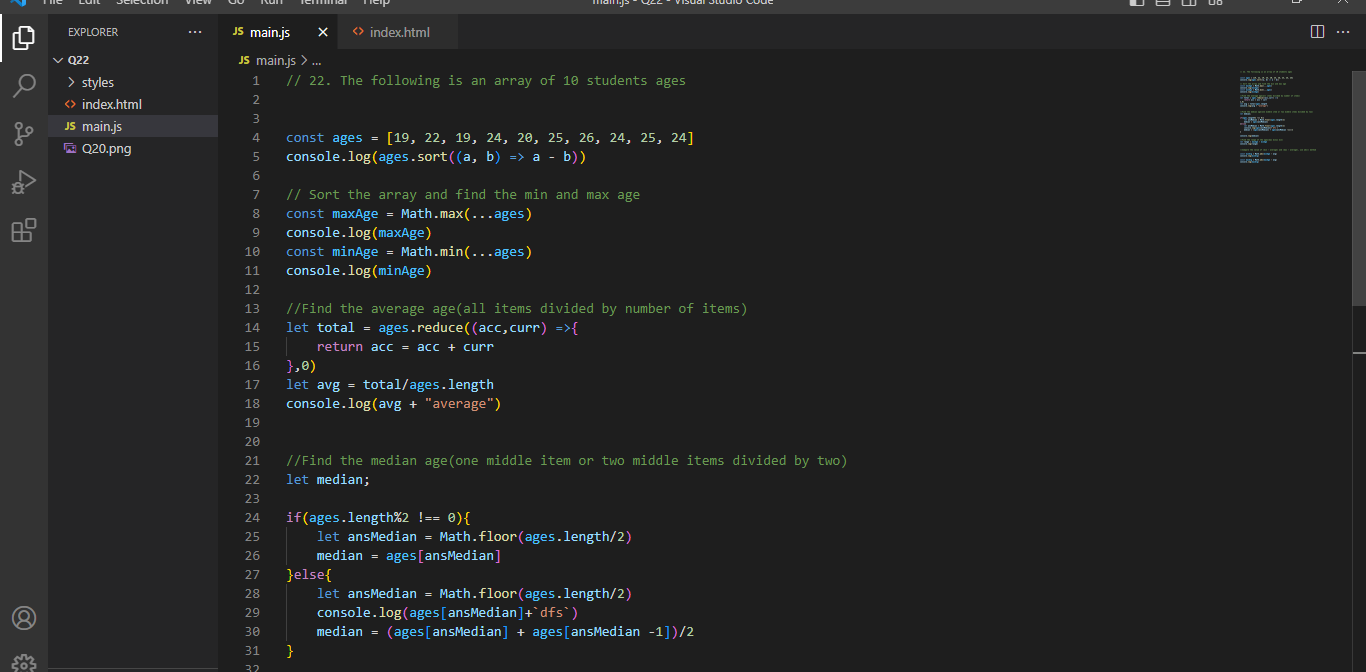 File Edit Selection View Go Run Terminal Help
main.js - Q22 - Visual Studio Code
EXPLORER
Q22
styles
index.html
JS main.js
Q20.png
JS main.js
index.html
JS main.js > ...
1 // 22. The following is an array of 10 students ages
2
3
4 const ages = [19, 22, 19, 24, 20, 25, 26, 24, 25, 24]
5 console.log(ages.sort((a, b) => a - b))
6
7 // Sort the array and find the min and max age
8 const maxAge = Math.max(...ages)
9 console.log(maxAge)
10 const minAge = Math.min(...ages)
11 console.log(minAge)
12
13 //Find the average age(all items divided by number of items)
14 let total = ages.reduce((acc,curr) =>{
15     return acc = acc + curr
16 },0)
17 let avg = total/ages.length
18 console.log(avg + "average")
19
20
21 //Find the median age(one middle item or two middle items divided by two)
22 let median;
23
24 if(ages.length%2 !== 0){
25     let ansMedian = Math.floor(ages.length/2)
26     median = ages[ansMedian]
27 }else{
28     let ansMedian = Math.floor(ages.length/2)
29     console.log(ages[ansMedian]+`dfs`)
30     median = (ages[ansMedian] + ages[ansMedian -1])/2
31 }
32